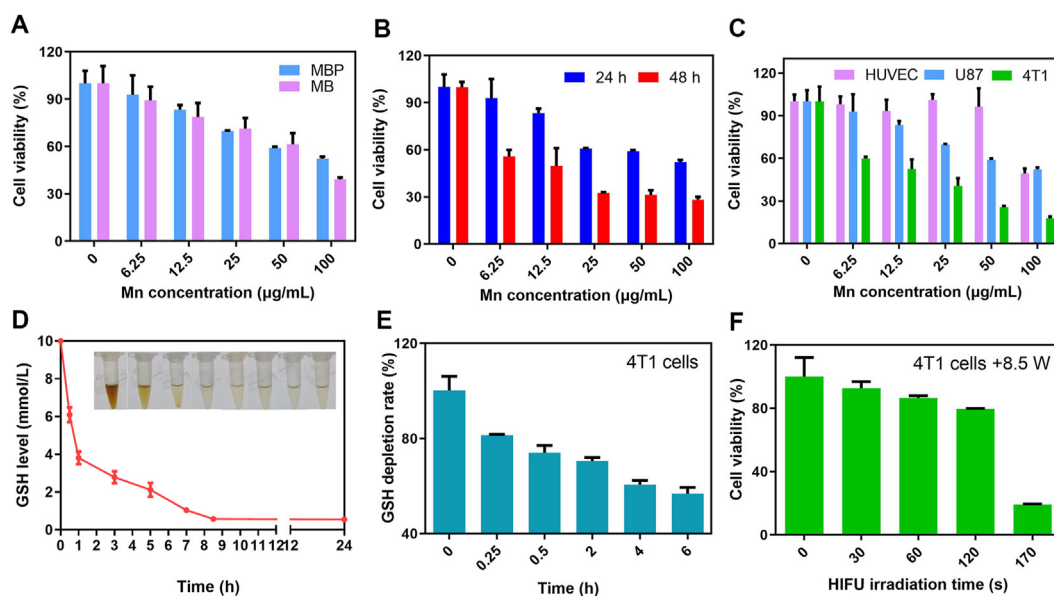 A
Cell viability (%)
120
90
60
30
0
MBP
MB
0
6.25
12.5
25
50
100
Mn concentration (µg/mL)
B
Cell viability (%)
120
90
60
30
0
24 h
48 h
0
6.25
12.5
25
50
100
Mn concentration (µg/mL)
C
Cell viability (%)
120
90
60
30
0
HUVEC
U87
4T1
0
6.25
12.5
25
50
100
Mn concentration (µg/mL)
D
GSH level (mmol/L)
10
8
6
4
2
0
0 1 2 3 4 5 6 7 8 9 10 11 12 12 24
Time (h)
E
GSH depletion rate (%)
120
80
40
4T1 cells
0
0.25
0.5
2
4
6
Time (h)
F
Cell viability (%)
120
80
40
0
4T1 cells +8.5 W
0
30
60
120
170
HIFU irradiation time (s)